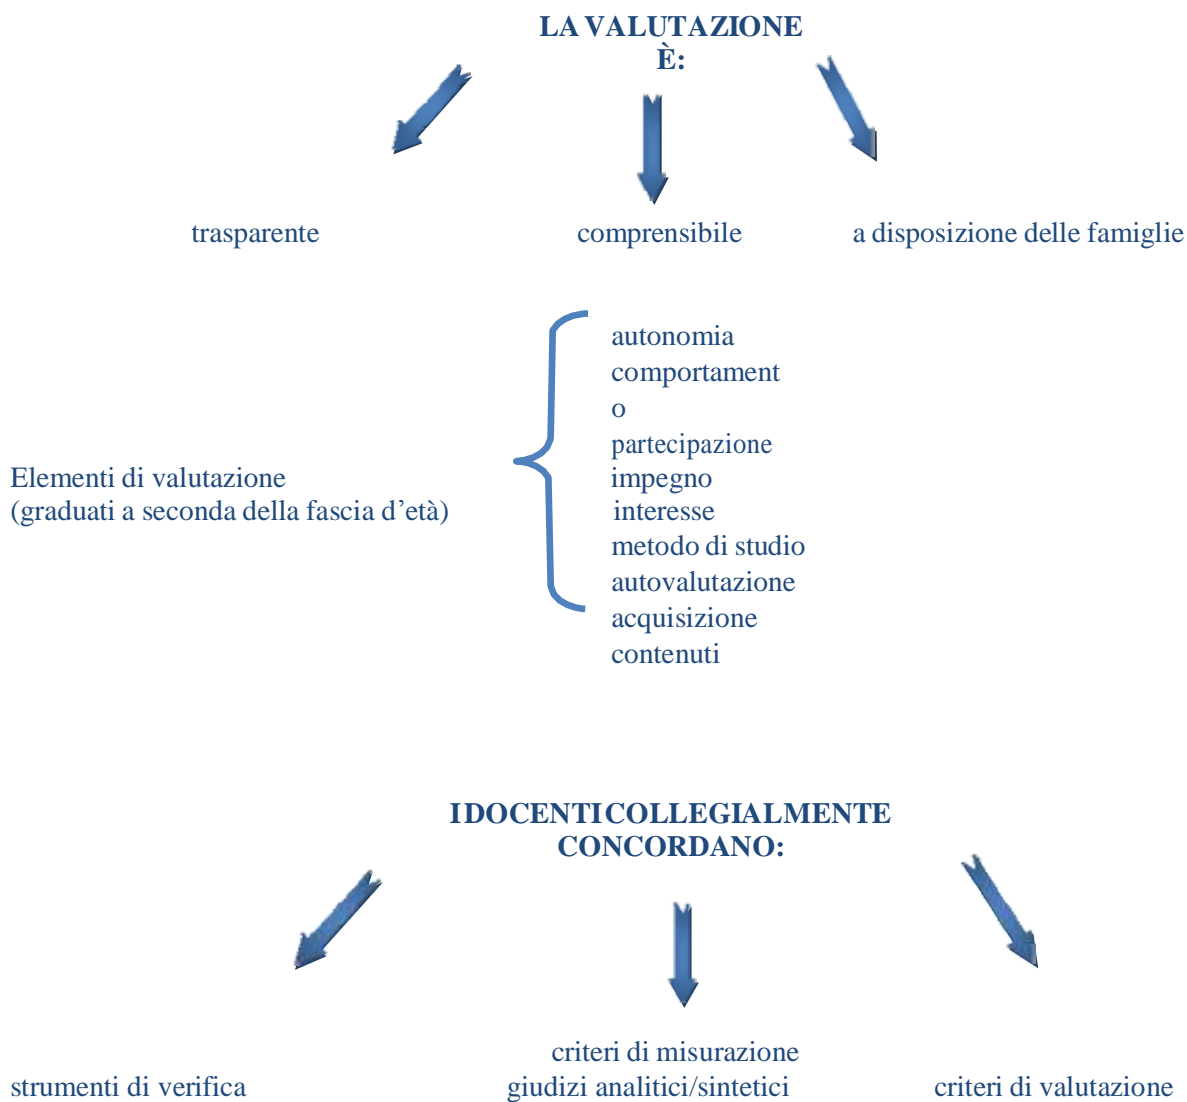 LA VALUTAZIONE
È:
trasparente
comprensibile
a disposizione delle famiglie
Elementi di valutazione
(graduati a seconda della fascia d’età)
autonomia
comportament
o
partecipazione
impegno
interesse
metodo di studio
autovalutazione
acquisizione
contenuti
I DOCENTI COLLEGIALMENTE
CONCORDANO:
strumenti di verifica
criteri di misurazione
giudizi analitici/sintetici
criteri di valutazione